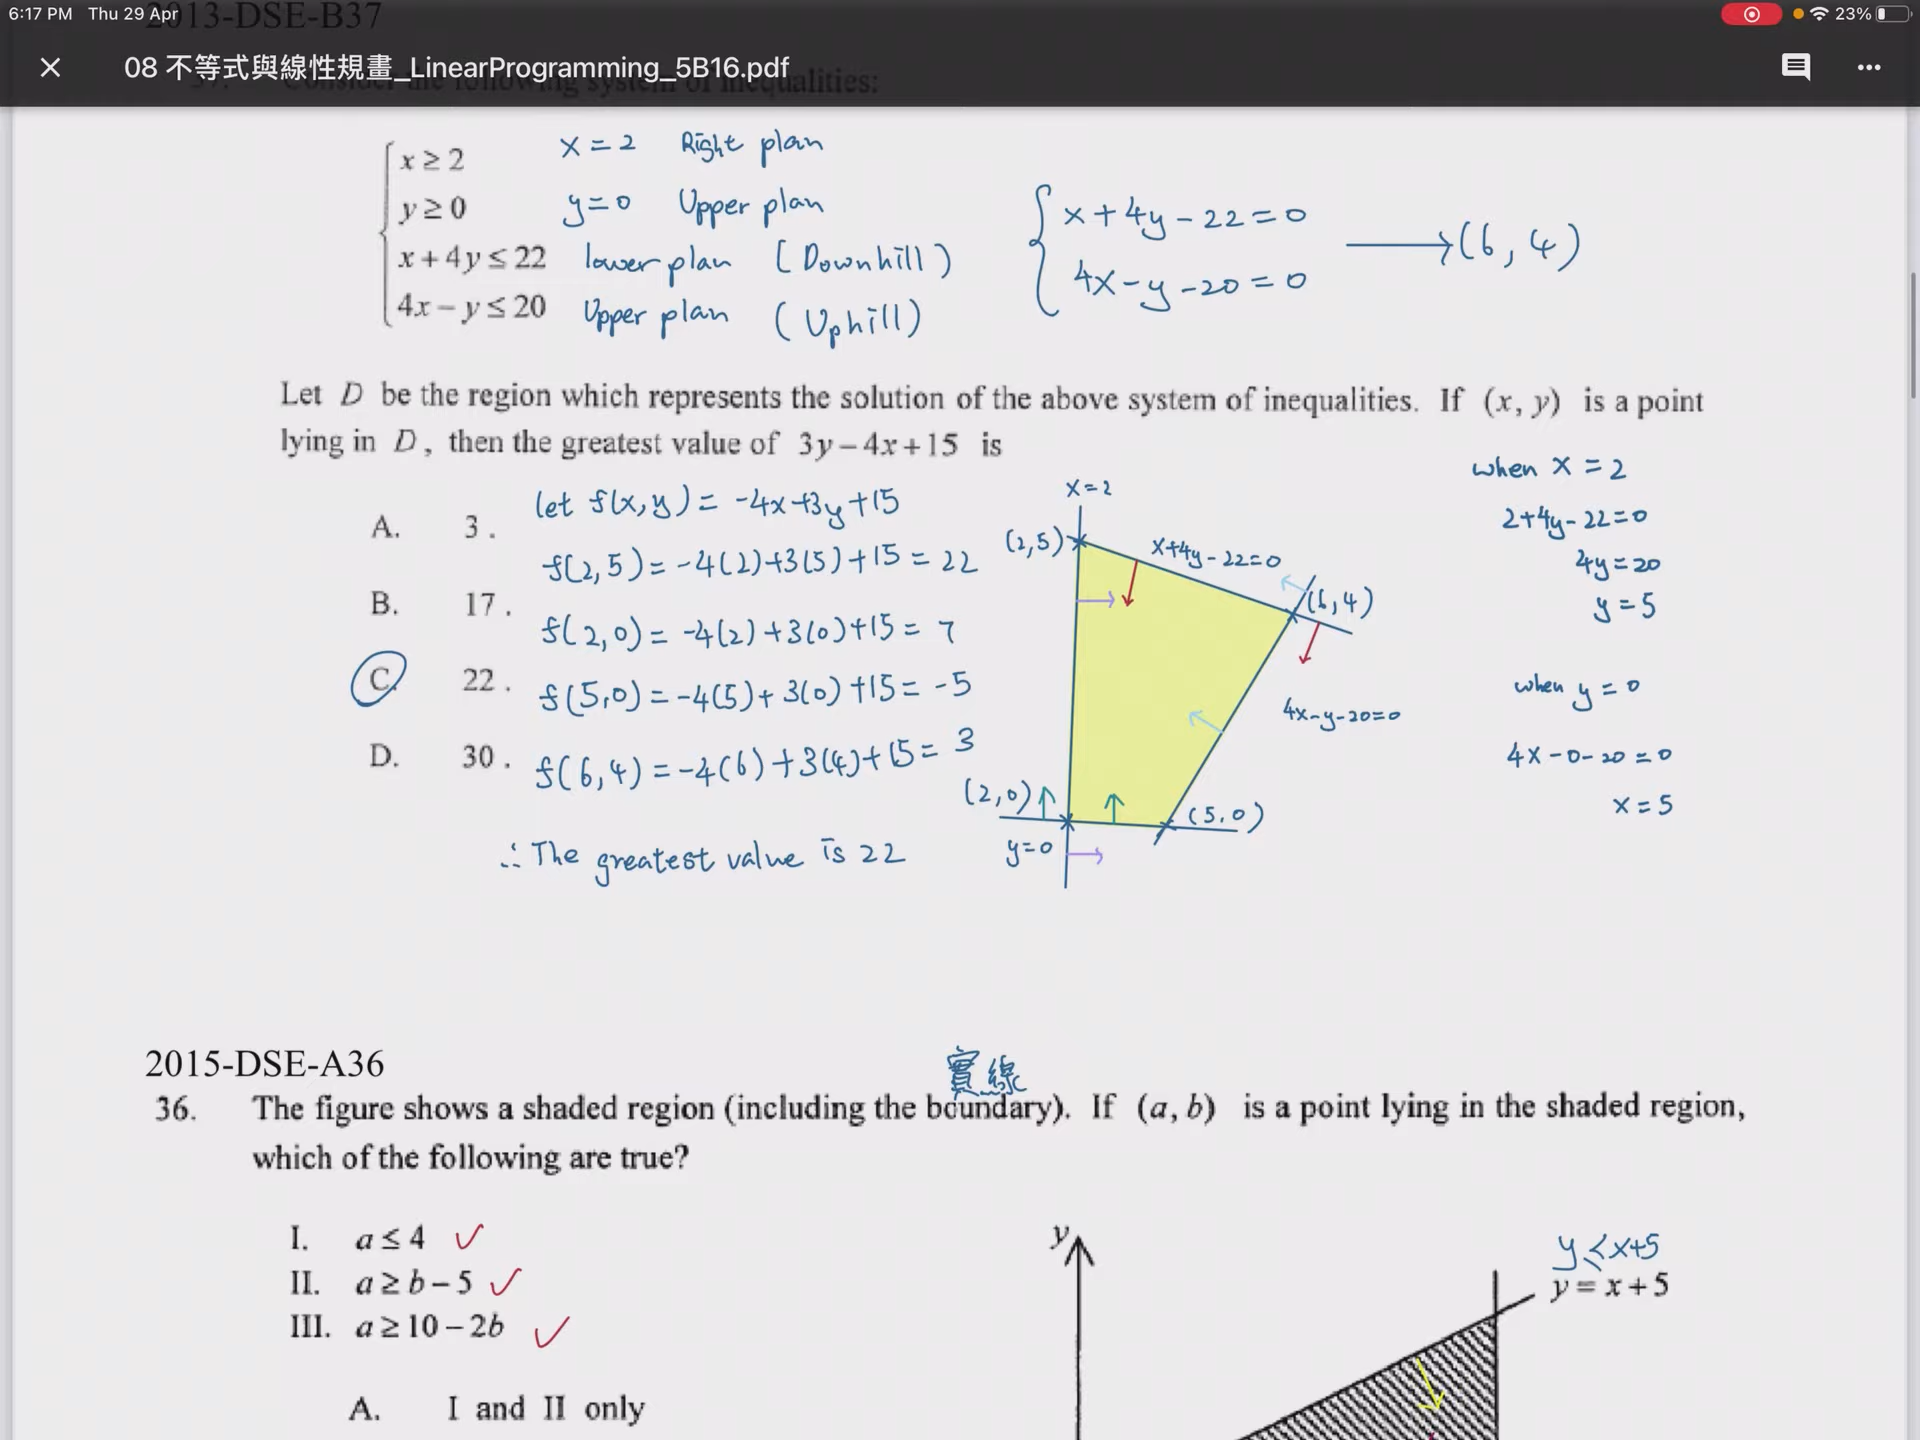 6:17 PM Thu 29 Apr
23%
2013-DSE-B37
08 不等式與線性規畫_LinearProgramming_5B16.pdf
37. Consider the following system of inequalities:
x ≥ 2
x = 2 Right plan
y ≥ 0
y = 0 Upper plan
x + 4y ≤ 22
lower plan (Downhill)
4x − y ≤ 20
Upper plan (Uphill)
x + 4y − 22 = 0
4x − y − 20 = 0
⟶ (6, 4)
Let D be the region which represents the solution of the above system of inequalities. If (x, y) is a point
lying in D, then the greatest value of 3y − 4x + 15 is
A. 3.
B. 17.
C. 22.
D. 30.
let f(x, y) = -4x+3y+15
f(2,5) = -4(2)+3(5)+15 = 22
f(2,0) = -4(2)+3(0)+15 = 7
f(5,0) = -4(5)+3(0)+15 = -5
f(6,4) = -4(6)+3(4)+15 = 3
∴ The greatest value is 22
x=2
(2,5)
x+4y-22=0
(6,4)
4x-y-20=0
(2,0)
(5,0)
y=0
when x = 2
2+4y-22=0
4y=20
y = 5
when y = 0
4x-0-20=0
x = 5
2015-DSE-A36
實線
36. The figure shows a shaded region (including the boundary). If (a, b) is a point lying in the shaded region,
which of the following are true?
I. a ≤ 4 ✓
II. a ≥ b − 5 ✓
III. a ≥ 10 − 2b ✓
A. I and II only
y
y < x+5
y = x + 5